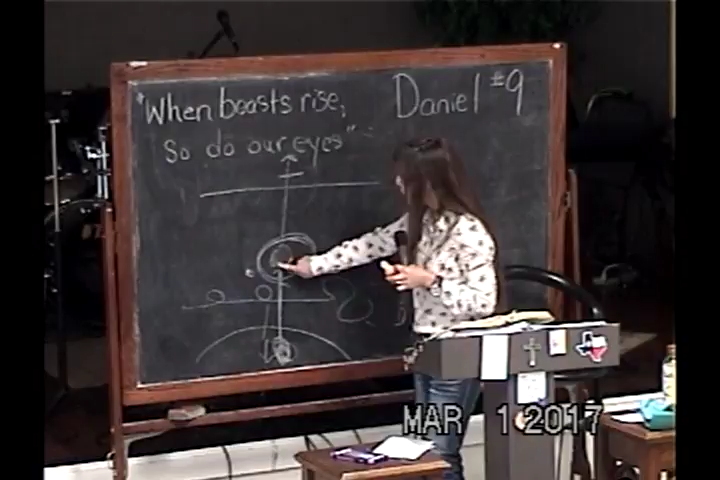 "When beasts rise,
So do our eyes"
Daniel #9
MAR 1 2017